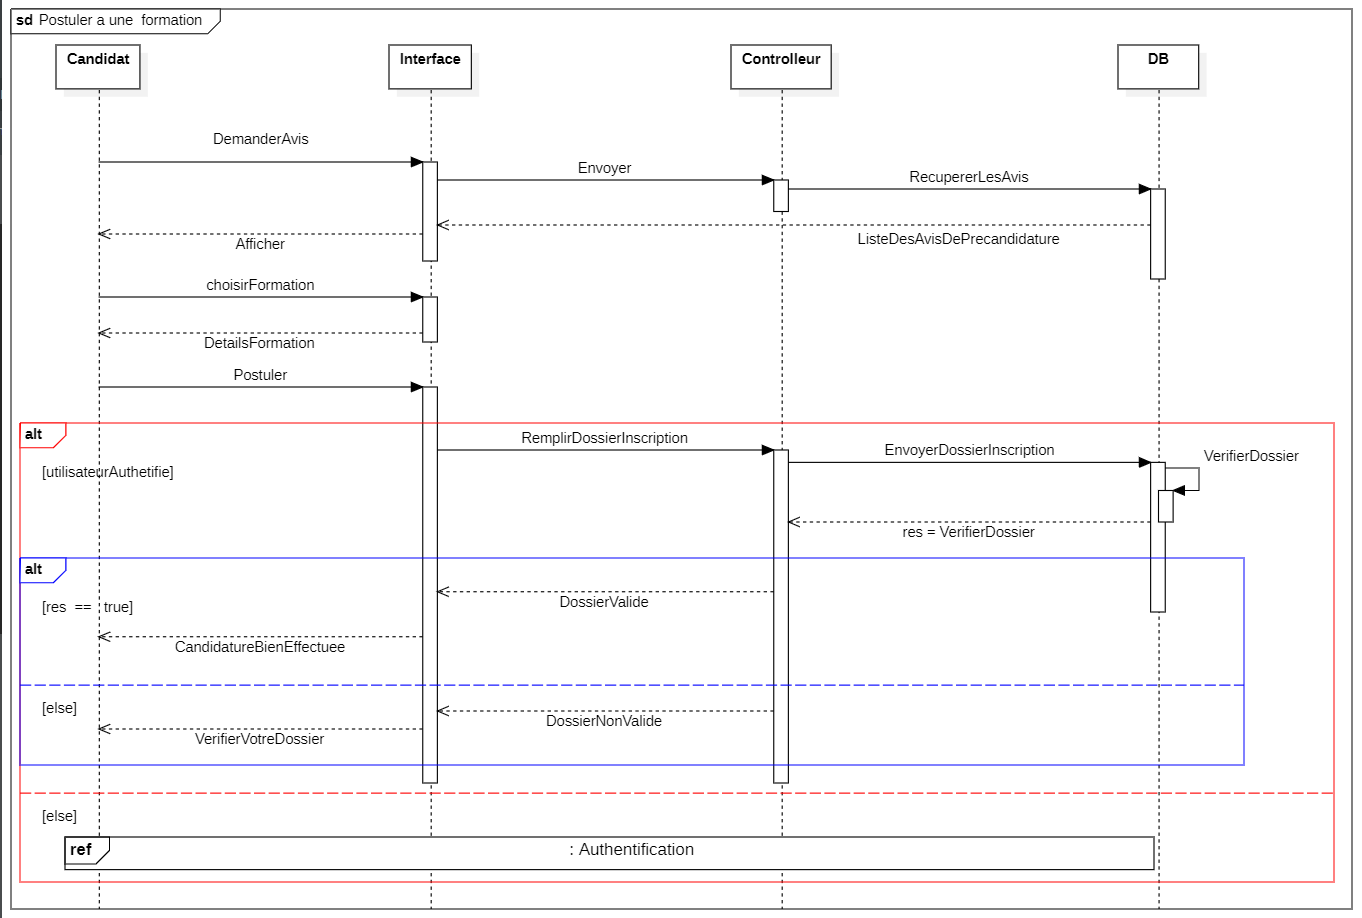 sd Postuler a une formation
Candidat
Interface
Controlleur
DB
DemanderAvis
Envoyer
RecupererLesAvis
ListeDesAvisDePrecandidature
Afficher
choisirFormation
DetailsFormation
Postuler
alt
RemplirDossierInscription
EnvoyerDossierInscription
VerifierDossier
[utilisateurAuthetifie]
res = VerifierDossier
alt
[res == true]
DossierValide
CandidatureBienEffectuee
[else]
DossierNonValide
VerifierVotreDossier
[else]
ref
: Authentification